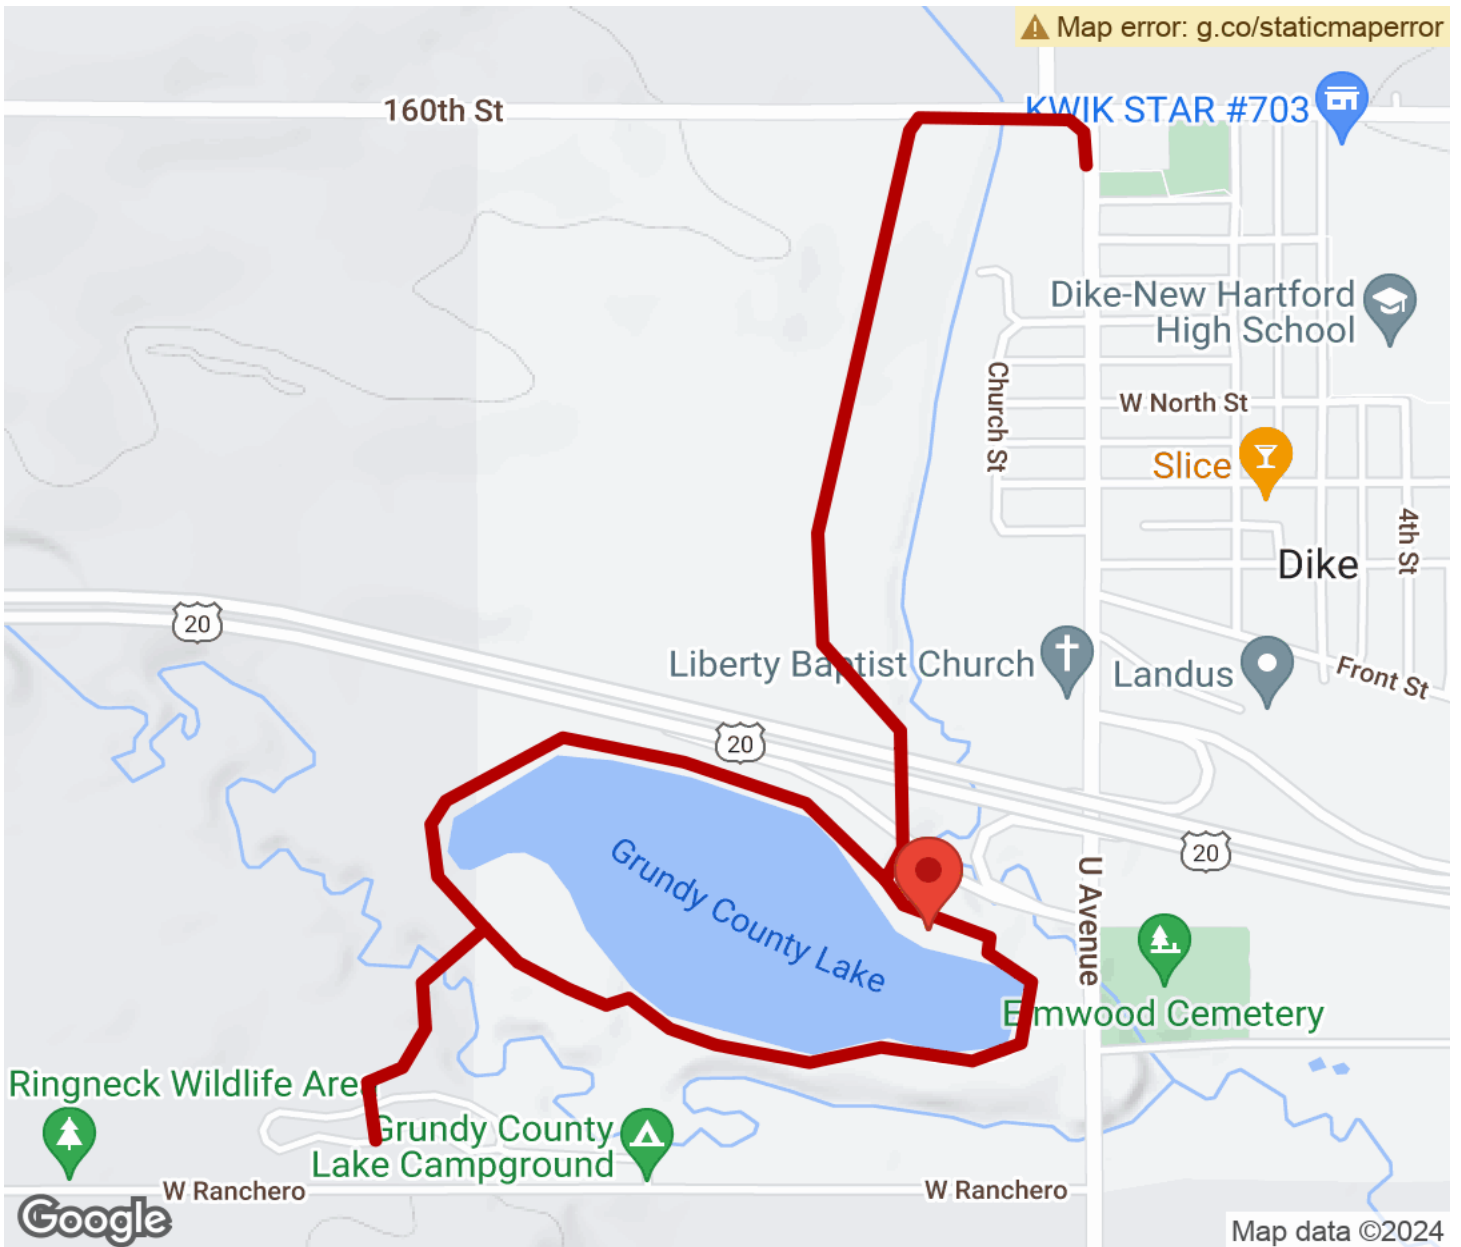 Map error: g.co/staticmaperror
160th St
KWIK STAR #703
Dike-New Hartford
High School
Church St
W North St
Slice
4th St
Dike
20
Liberty Baptist Church
Landus
Front St
20
20
Grundy County Lake
U Avenue
Elmwood Cemetery
Ringneck Wildlife Area
Grundy County
Lake Campground
W Ranchero
W Ranchero
Google
Map data ©2024